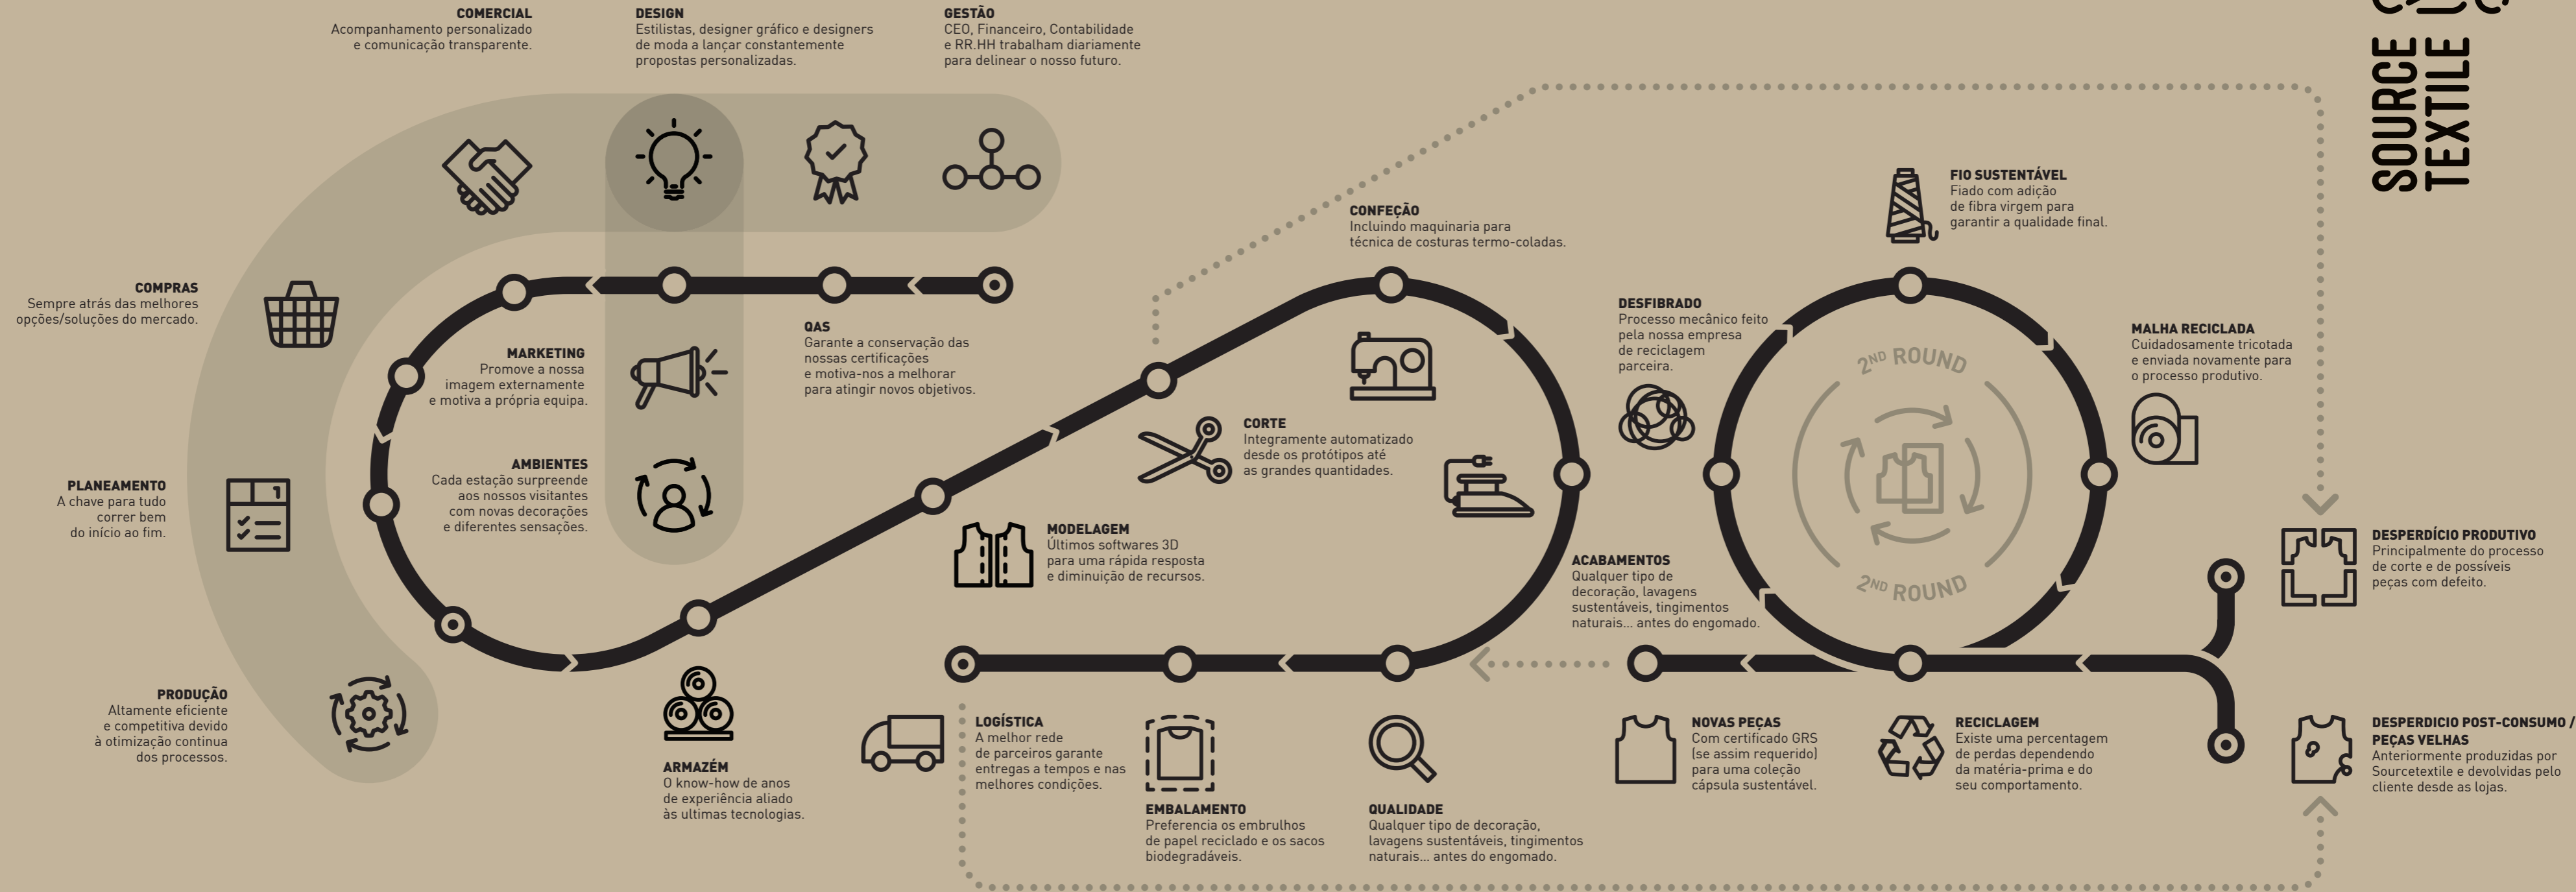 COMERCIAL
Acompanhamento personalizado
e comunicação transparente.
DESIGN
Estilistas, designer gráfico e designers
de moda a lançar constantemente
propostas personalizadas.
GESTÃO
CEO, Financeiro, Contabilidade
e RR.HH trabalham diariamente
para delinear o nosso futuro.
SOURCE
TEXTILE
COMPRAS
Sempre atrás das melhores
opções/soluções do mercado.
MARKETING
Promove a nossa
imagem externamente
e motiva a própria equipa.
QAS
Garante a conservação das
nossas certificações
e motiva-nos a melhorar
para atingir novos objetivos.
PLANEAMENTO
A chave para tudo
correr bem
do início ao fim.
1
AMBIENTES
Cada estação surpreende
aos nossos visitantes
com novas decorações
e diferentes sensações.
PRODUÇÃO
Altamente eficiente
e competitiva devido
à otimização continua
dos processos.
ARMAZÉM
O know-how de anos
de experiência aliado
às ultimas tecnologias.
MODELAGEM
Últimos softwares 3D
para uma rápida resposta
e diminuição de recursos.
CORTE
Integramente automatizado
desde os protótipos até
as grandes quantidades.
CONFEÇÃO
Incluindo maquinaria para
técnica de costuras termo-coladas.
ACABAMENTOS
Qualquer tipo de
decoração, lavagens
sustentáveis, tingimentos
naturais... antes do engomado.
QUALIDADE
Qualquer tipo de decoração,
lavagens sustentáveis, tingimentos
naturais... antes do engomado.
EMBALAMENTO
Preferencia os embrulhos
de papel reciclado e os sacos
biodegradáveis.
LOGÍSTICA
A melhor rede
de parceiros garante
entregas a tempo e nas
melhores condições.
DESFIBRADO
Processo mecânico feito
pela nossa empresa
de reciclagem
parceira.
FIO SUSTENTÁVEL
Fiado com adição
de fibra virgem para
garantir a qualidade final.
MALHA RECICLADA
Cuidadosamente tricotada
e enviada novamente para
o processo produtivo.
2ND ROUND
2ND ROUND
NOVAS PEÇAS
Com certificado GRS
(se assim requerido)
para uma coleção
cápsula sustentável.
RECICLAGEM
Existe uma percentagem
de perdas dependendo
da matéria-prima e do
seu comportamento.
DESPERDÍCIO PRODUTIVO
Principalmente do processo
de corte e de possíveis
peças com defeito.
DESPERDICIO POST-CONSUMO /
PEÇAS VELHAS
Anteriormente produzidas por
Sourcetextile e devolvidas pelo
cliente desde as lojas.